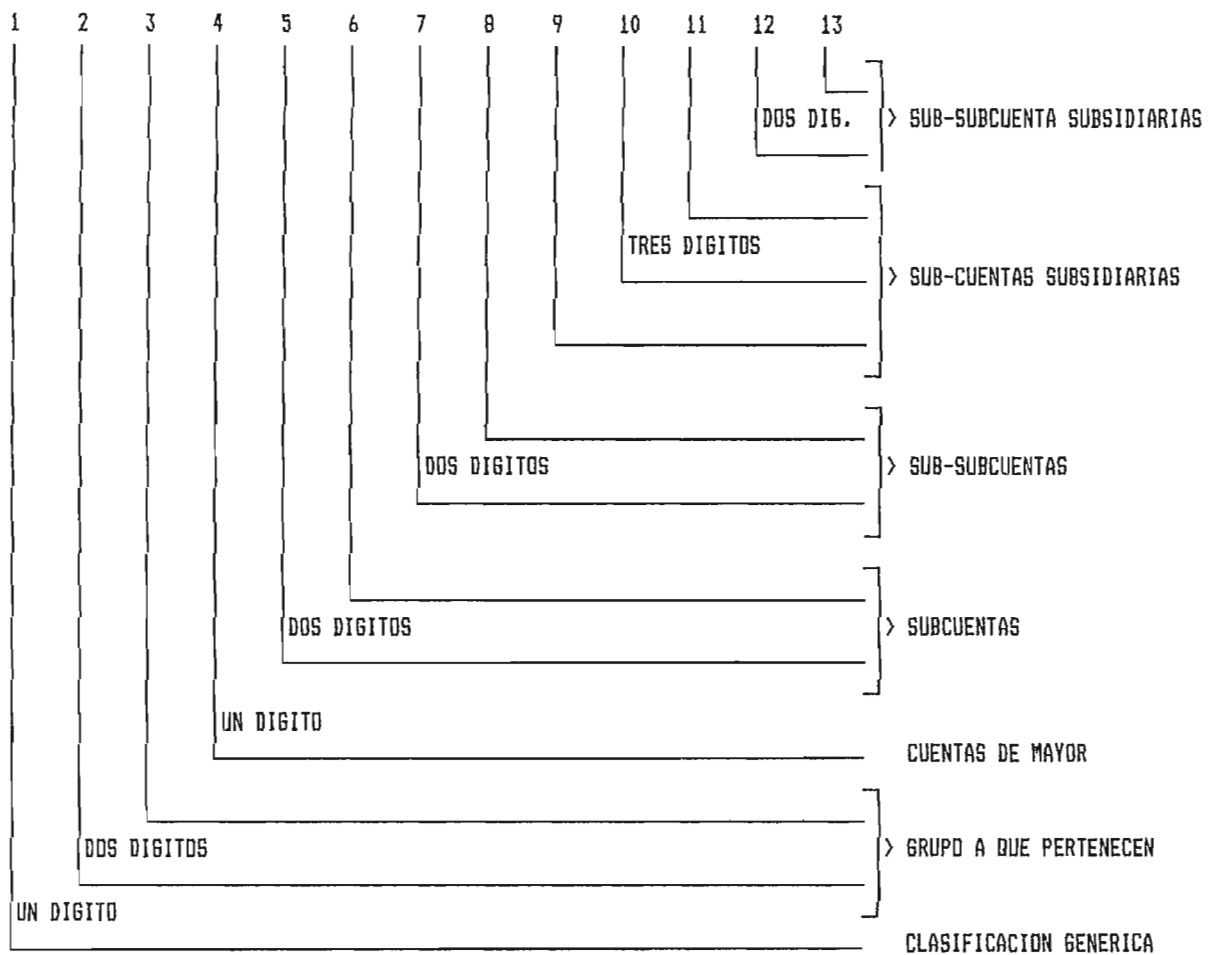 1 2 3 4 5 6 7 8 9 10 11 12 13
DOS DIG. > SUB-SUBCUENTA SUBSIDIARIAS
TRES DIGITOS
> SUB-CUENTAS SUBSIDIARIAS
DOS DIGITOS > SUB-SUBCUENTAS
DOS DIGITOS > SUBCUENTAS
UN DIGITO
CUENTAS DE MAYOR
DOS DIGITOS > GRUPO A QUE PERTENECEN
UN DIGITO
CLASIFICACION GENERICA